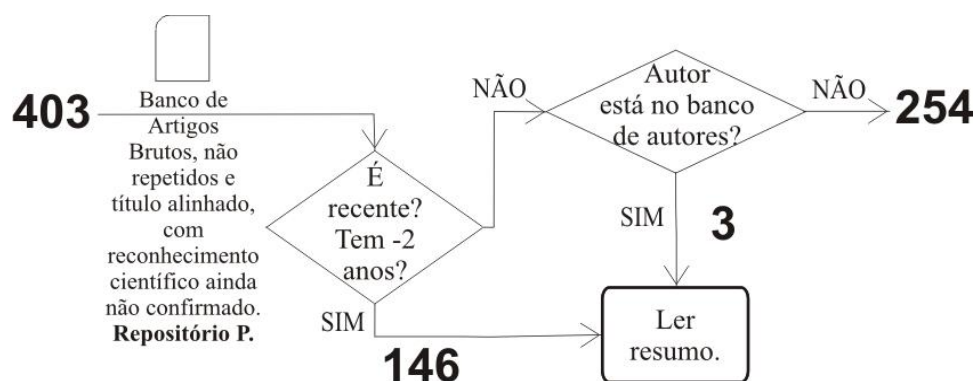 403
Banco de
Artigos
Brutos, não
repetidos e
título alinhado,
com
reconhecimento
científico ainda
não confirmado.
Repositório P.
É
recente?
Tem -2
anos?
NÃO
SIM
146
Autor
está no banco
de autores?
NÃO
254
SIM
3
Ler
resumo.